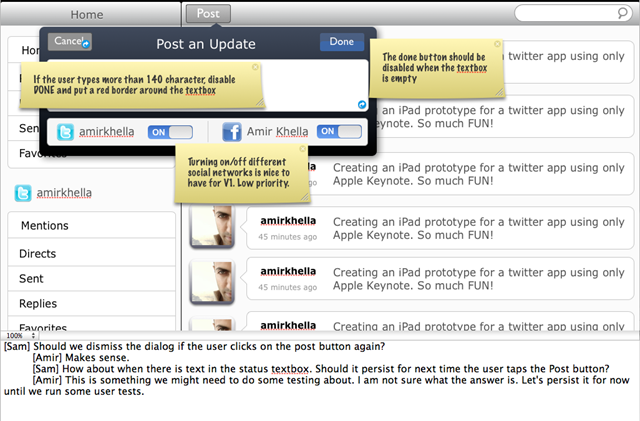 Home
Post
Cancel
Post an Update
Done
If the user types more than 140 character, disable
DONE and put a red border around the textbox
The done button should be
disabled when the textbox
is empty
amirkhella
ON
Amir Khella
ON
Turning on/off different
social networks is nice to
have for V1. Low priority.
Sent
Favorites
amirkhella
Mentions
Directs
Sent
Replies
Favorites
a twitter app using only
Creating an iPad prototype for a twitter app using only
Apple Keynote. So much FUN!
amirkhella
Creating an iPad prototype for a twitter app using only
Apple Keynote. So much FUN!
amirkhella
45 minutes ago
Creating an iPad prototype for a twitter app using only
Apple Keynote. So much FUN!
amirkhella
45 minutes ago
Creating an iPad prototype for a twitter app using only
Apple Keynote. So much FUN!
amirkhella
Creating an iPad prototype for a twitter app using only
100%
[Sam] Should we dismiss the dialog if the user clicks on the post button again?
[Amir] Makes sense.
[Sam] How about when there is text in the status textbox. Should it persist for next time the user taps the Post button?
[Amir] This is something we might need to do some testing about. I am not sure what the answer is. Let's persist it for now
until we run some user tests.